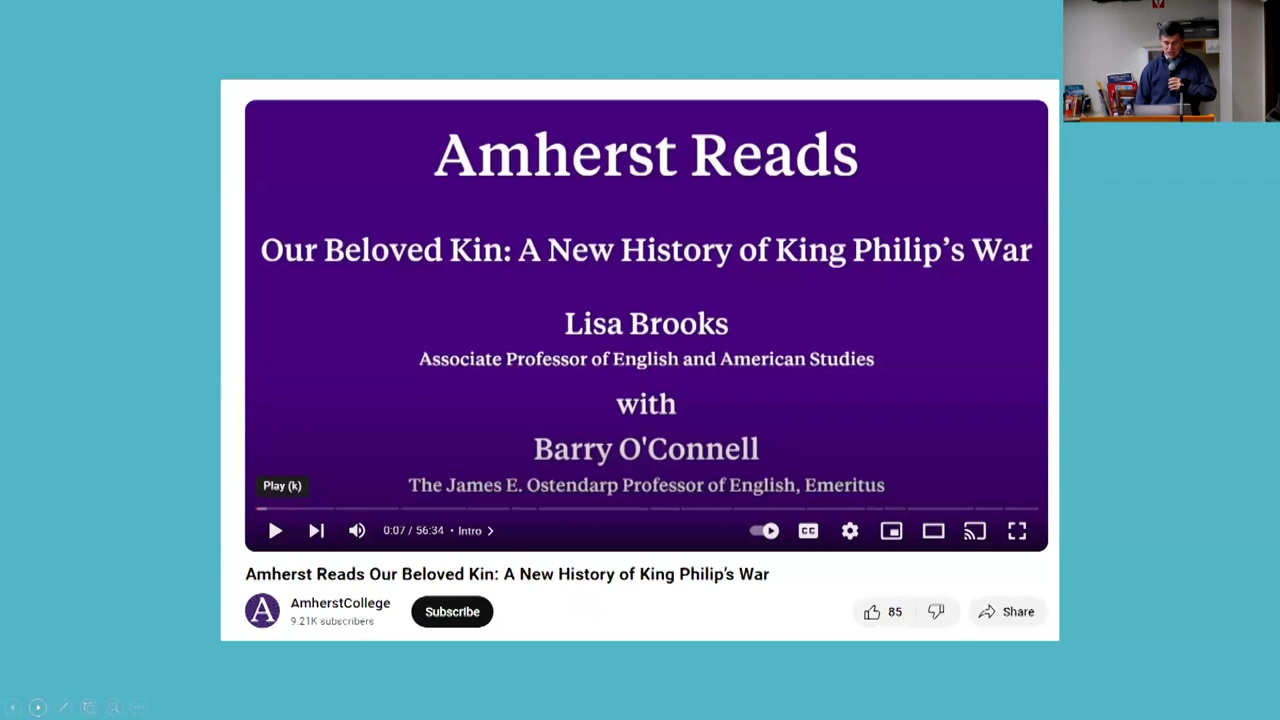 Amherst Reads
Our Beloved Kin: A New History of King Philip’s War
Lisa Brooks
Associate Professor of English and American Studies
with
Barry O'Connell
The James E. Ostendarp Professor of English, Emeritus
Play (k)
0:07 / 56:34 • Intro
CC
Amherst Reads Our Beloved Kin: A New History of King Philip’s War
A
AmherstCollege
9.21K subscribers
Subscribe
85
Share